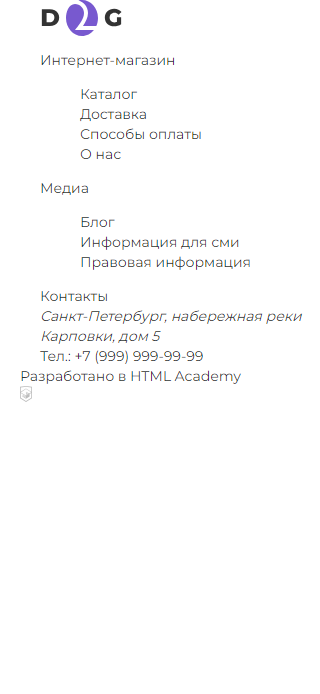 D2G
Интернет-магазин
Каталог
Доставка
Способы оплаты
О нас
Медиа
Блог
Информация для сми
Правовая информация
Контакты
Санкт-Петербург, набережная реки
Карповки, дом 5
Тел.: +7 (999) 999-99-99
Разработано в HTML Academy